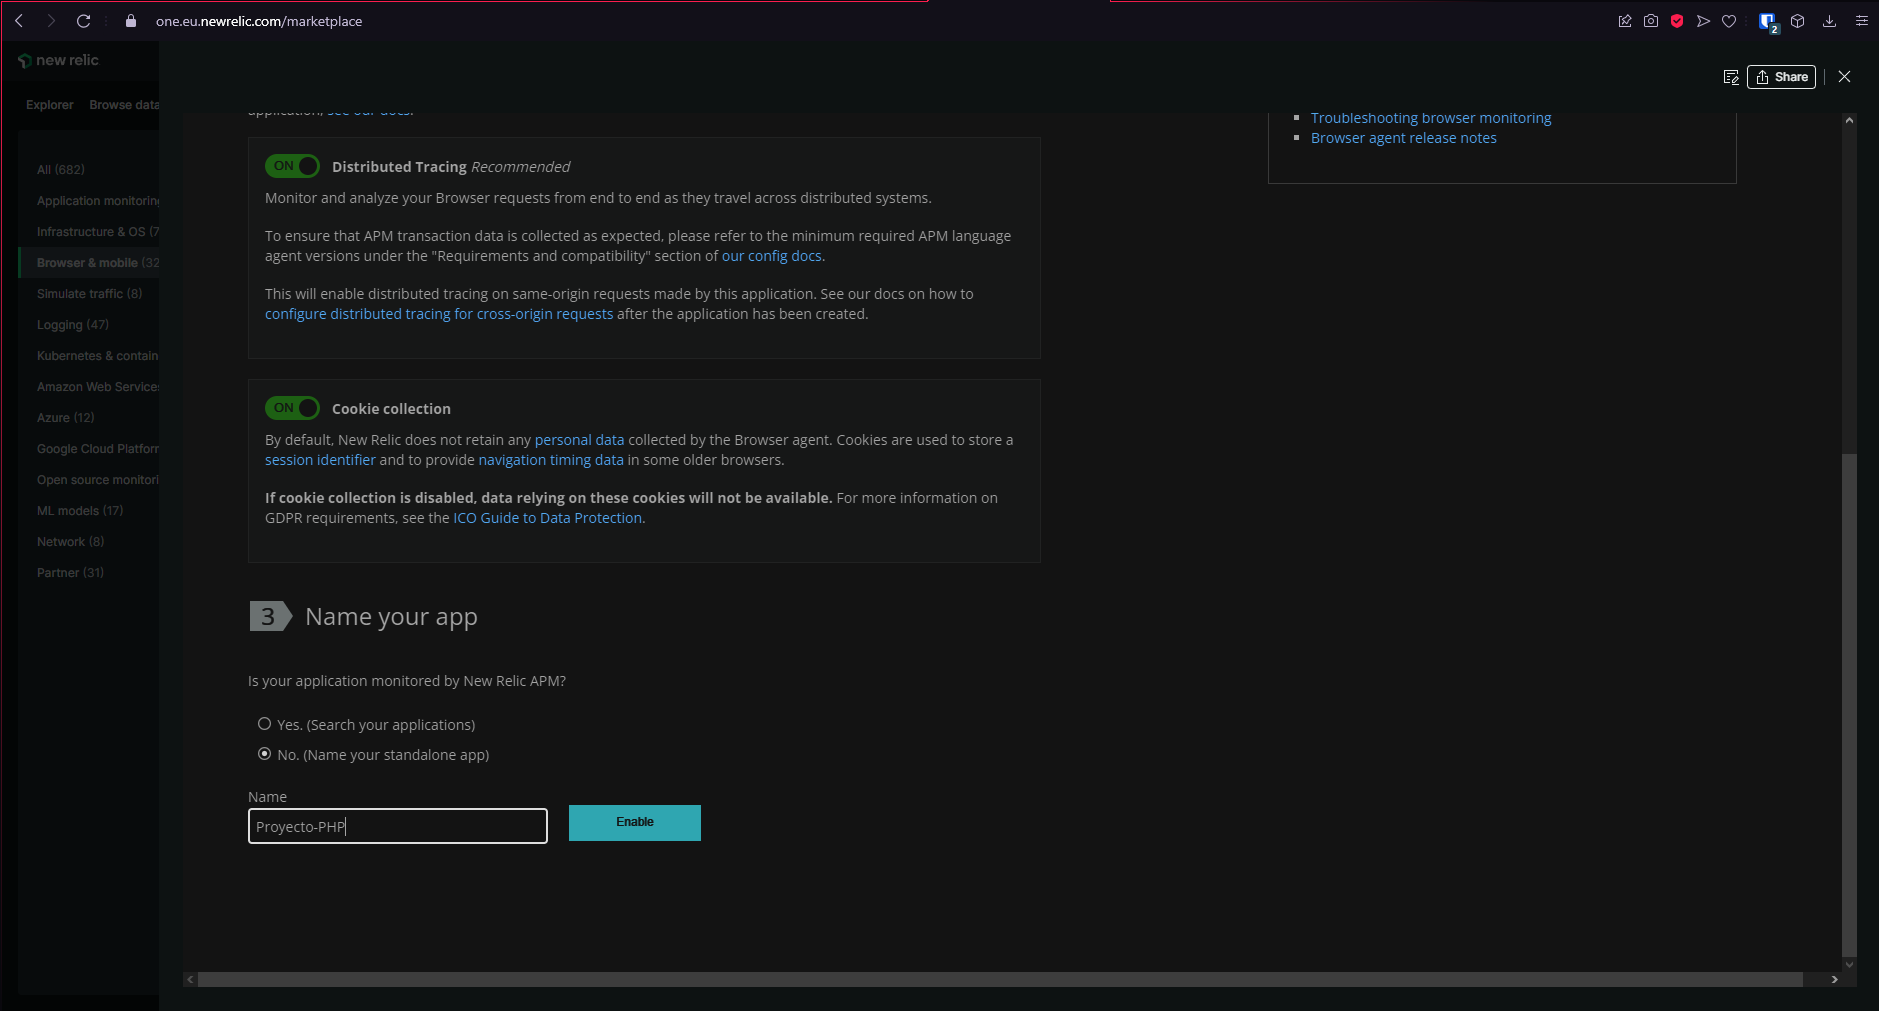 one.eu.newrelic.com/marketplace
2
new relic
Explorer Browse data
Share
All (682)
Application monitoring
Infrastructure & OS (7
Browser & mobile (32
Simulate traffic (8)
Logging (47)
Kubernetes & contain
Amazon Web Services
Azure (12)
Google Cloud Platforn
Open source monitori
ML models (17)
Network (8)
Partner (31)
application, see our docs.
ON Distributed Tracing Recommended
Monitor and analyze your Browser requests from end to end as they travel across distributed systems.
To ensure that APM transaction data is collected as expected, please refer to the minimum required APM language
agent versions under the "Requirements and compatibility" section of our config docs.
This will enable distributed tracing on same-origin requests made by this application. See our docs on how to
configure distributed tracing for cross-origin requests after the application has been created.
ON Cookie collection
By default, New Relic does not retain any personal data collected by the Browser agent. Cookies are used to store a
session identifier and to provide navigation timing data in some older browsers.
If cookie collection is disabled, data relying on these cookies will not be available. For more information on
GDPR requirements, see the ICO Guide to Data Protection.
3 Name your app
Is your application monitored by New Relic APM?
Yes. (Search your applications)
No. (Name your standalone app)
Name
Proyecto-PHP
Enable
Troubleshooting browser monitoring
Browser agent release notes